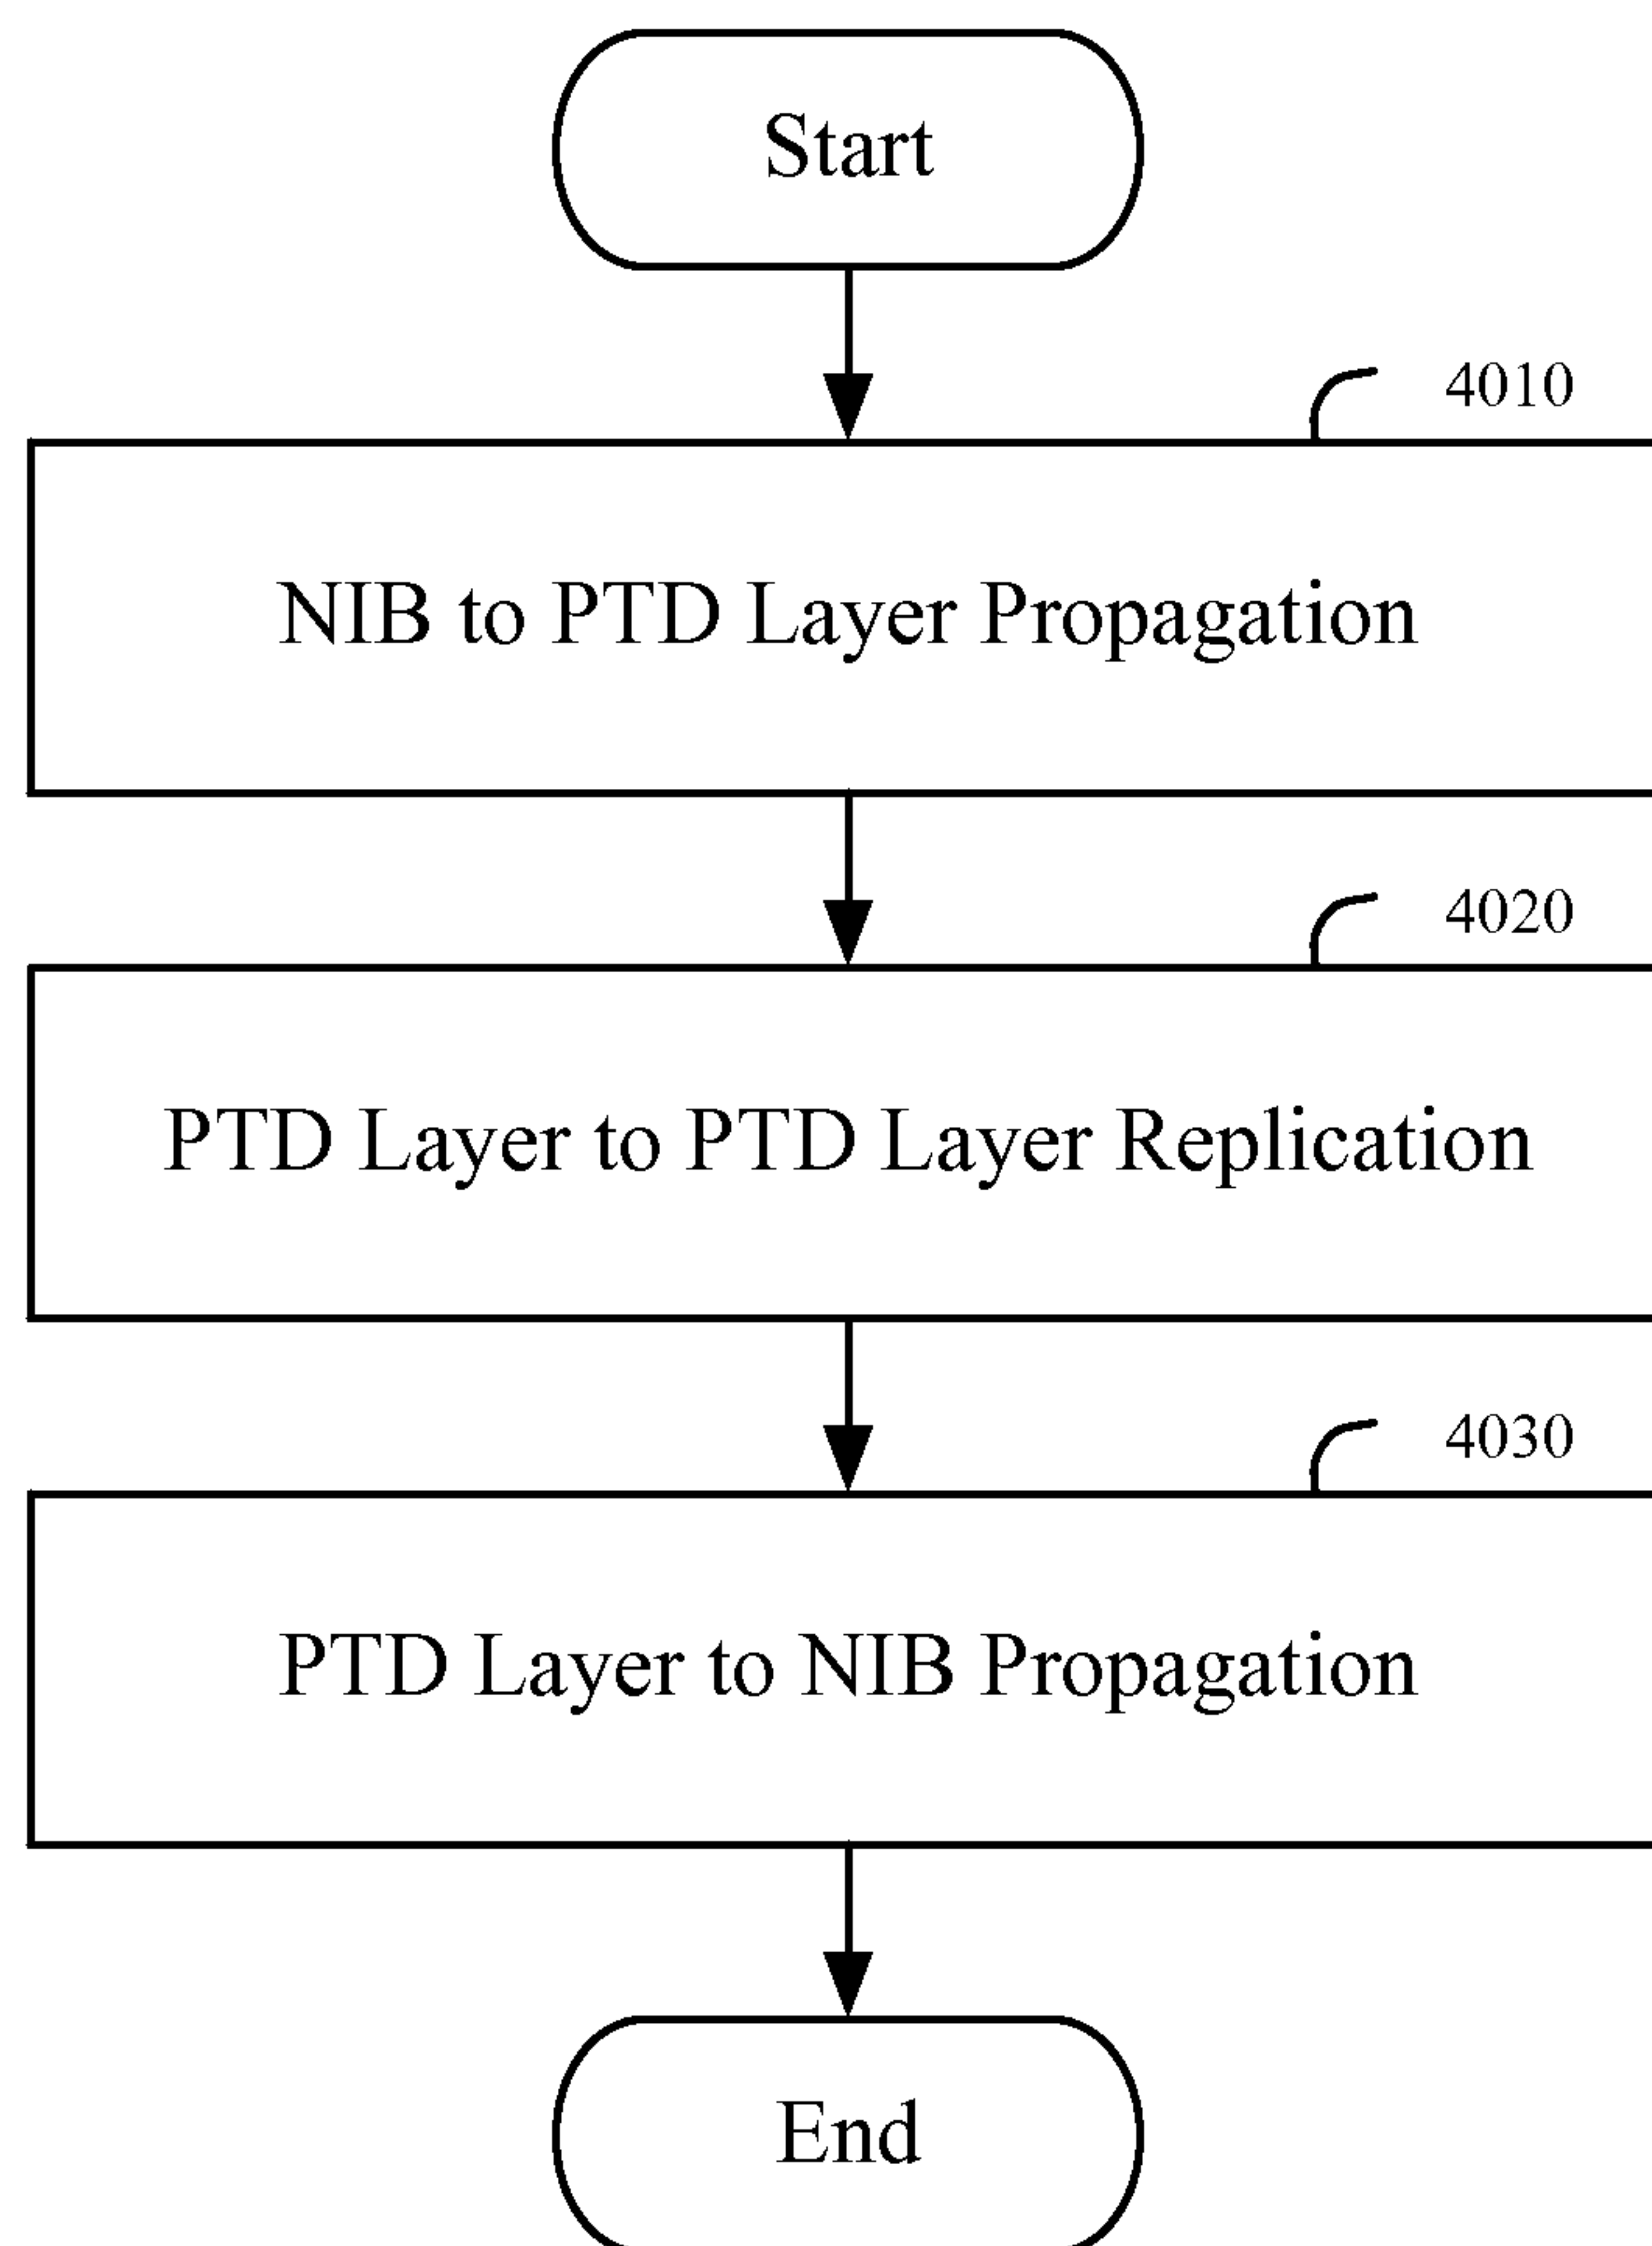 Start
4010
NIB to PTD Layer Propagation
4020
PTD Layer to PTD Layer Replication
4030
PTD Layer to NIB Propagation
End